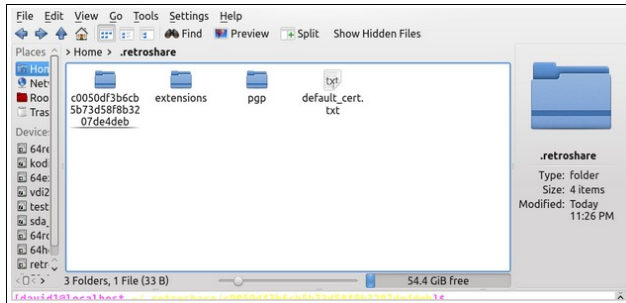 File Edit View Go Tools Settings Help
Find Preview Split Show Hidden Files
Places > Home > .retroshare
Hon
Net
Roo
Tras
Device
64re
kod
64e
vdi2
test
sda_
64rc
64h
retr
c0050df3b6cb
5b73d58f8b32
07de4deb
extensions
pgp
default_cert.
txt
.retroshare
Type: folder
Size: 4 items
Modified: Today
11:26 PM
3 Folders, 1 File (33 B)
54.4 GiB free